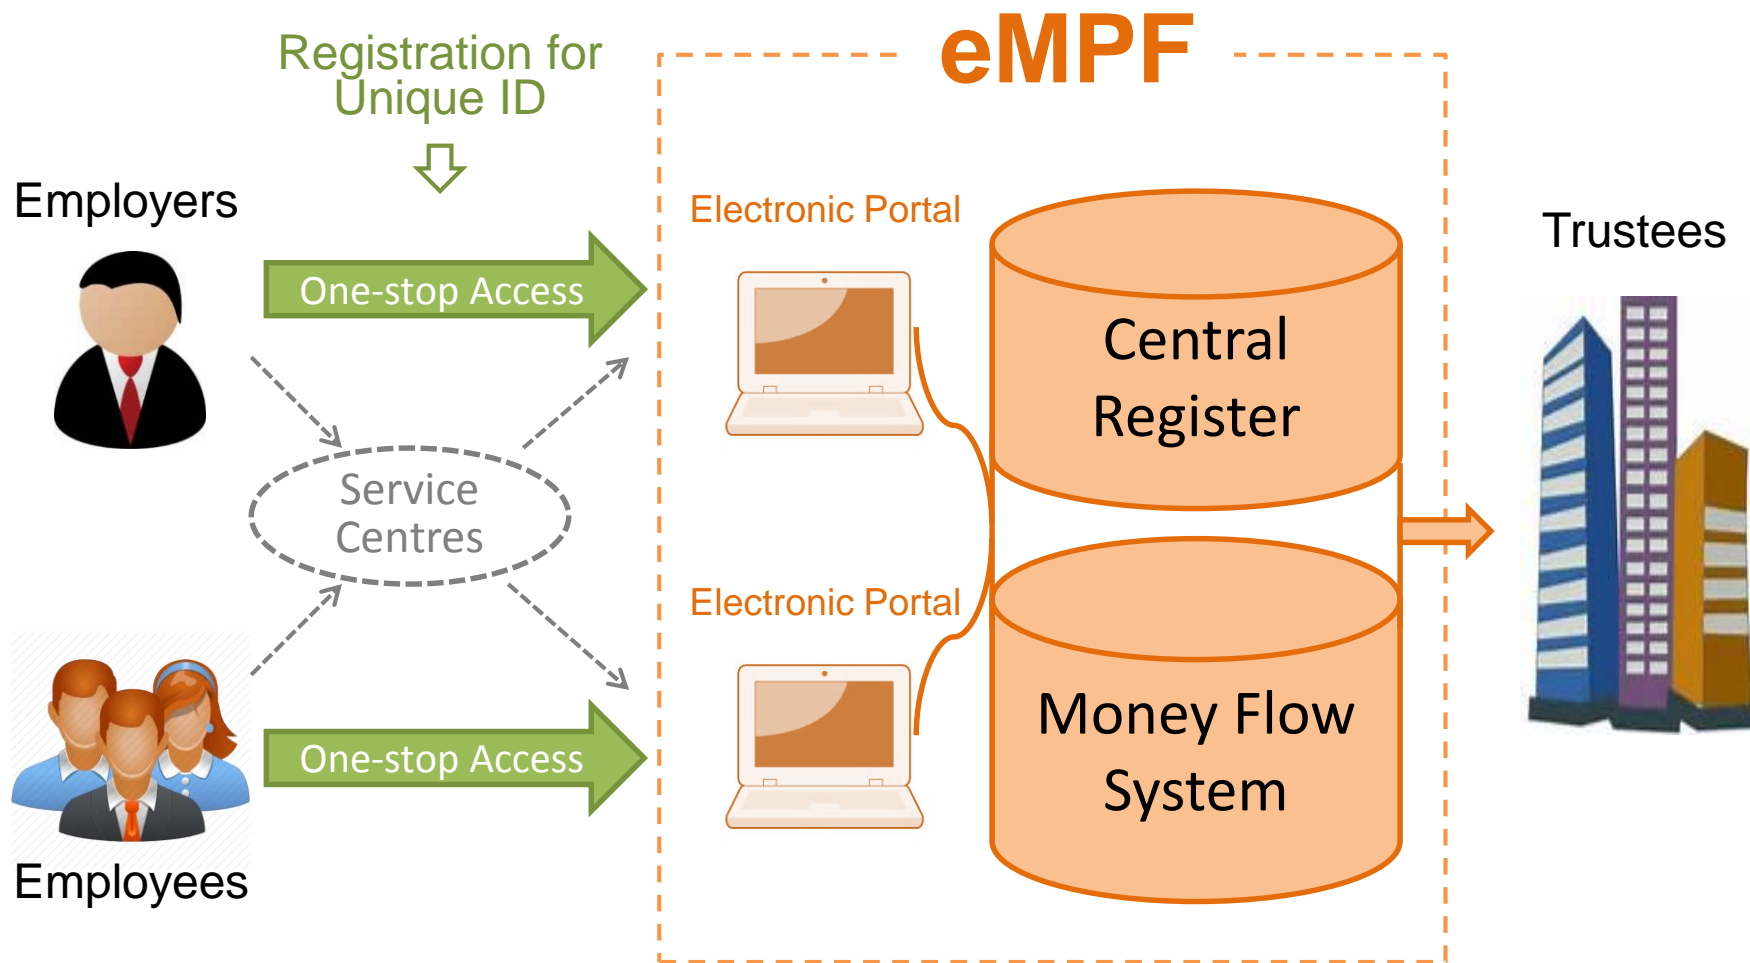 eMPF
Registration for
Unique ID
Employers
Electronic Portal
Trustees
One-stop Access
Central
Register
Service
Centres
Electronic Portal
Money Flow
System
One-stop Access
Employees